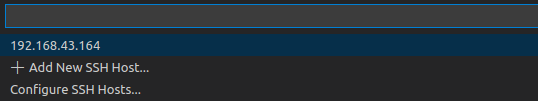 192.168.43.164
+ Add New SSH Host...
Configure SSH Hosts...